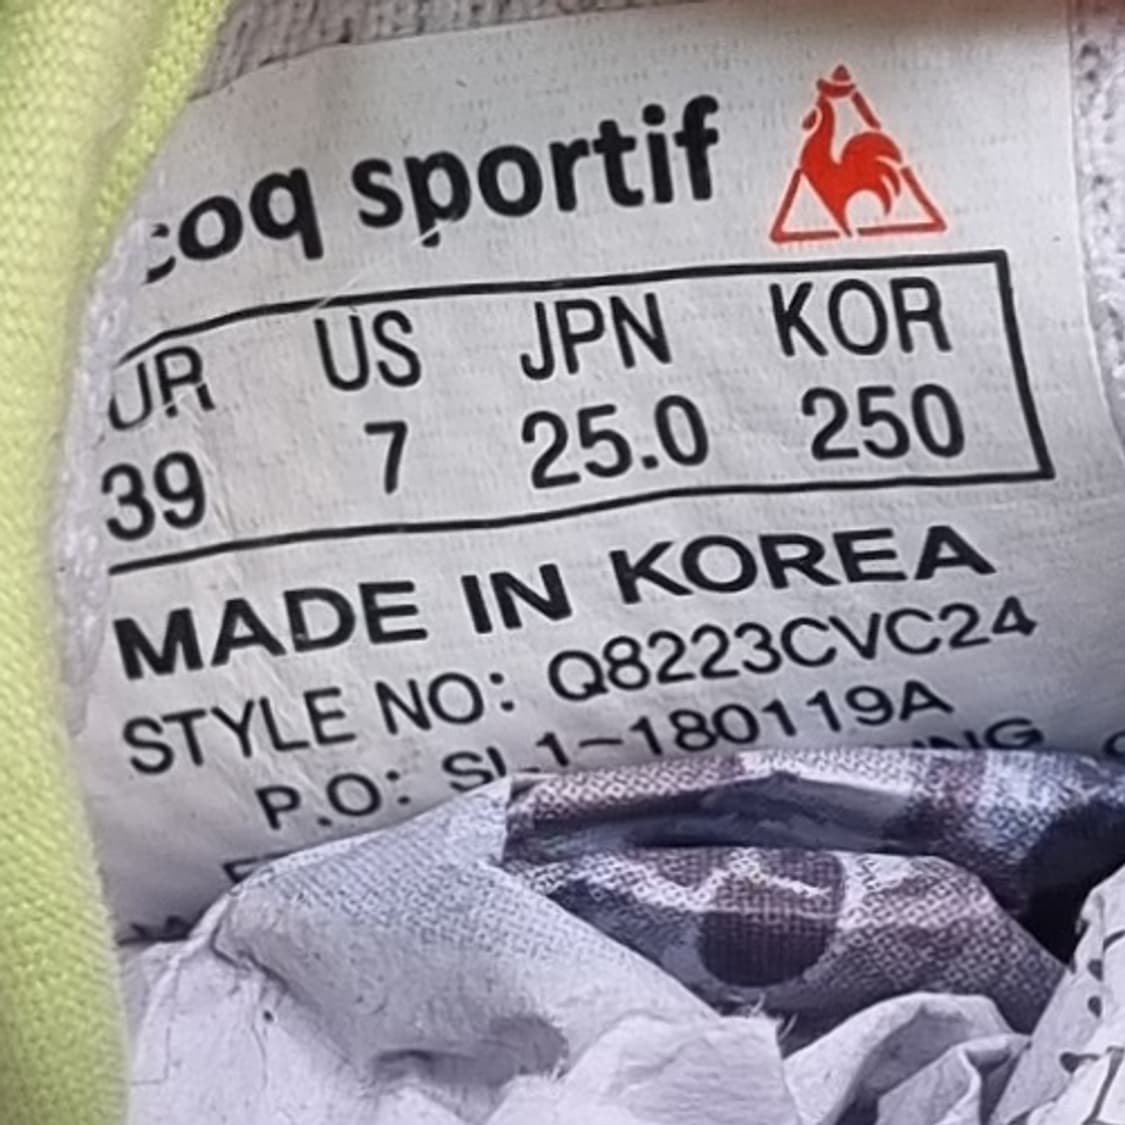 coq sportif
UR US JPN KOR
39 7 25.0 250
MADE IN KOREA
STYLE NO: Q8223CVC24
P.O: SL1-180119A